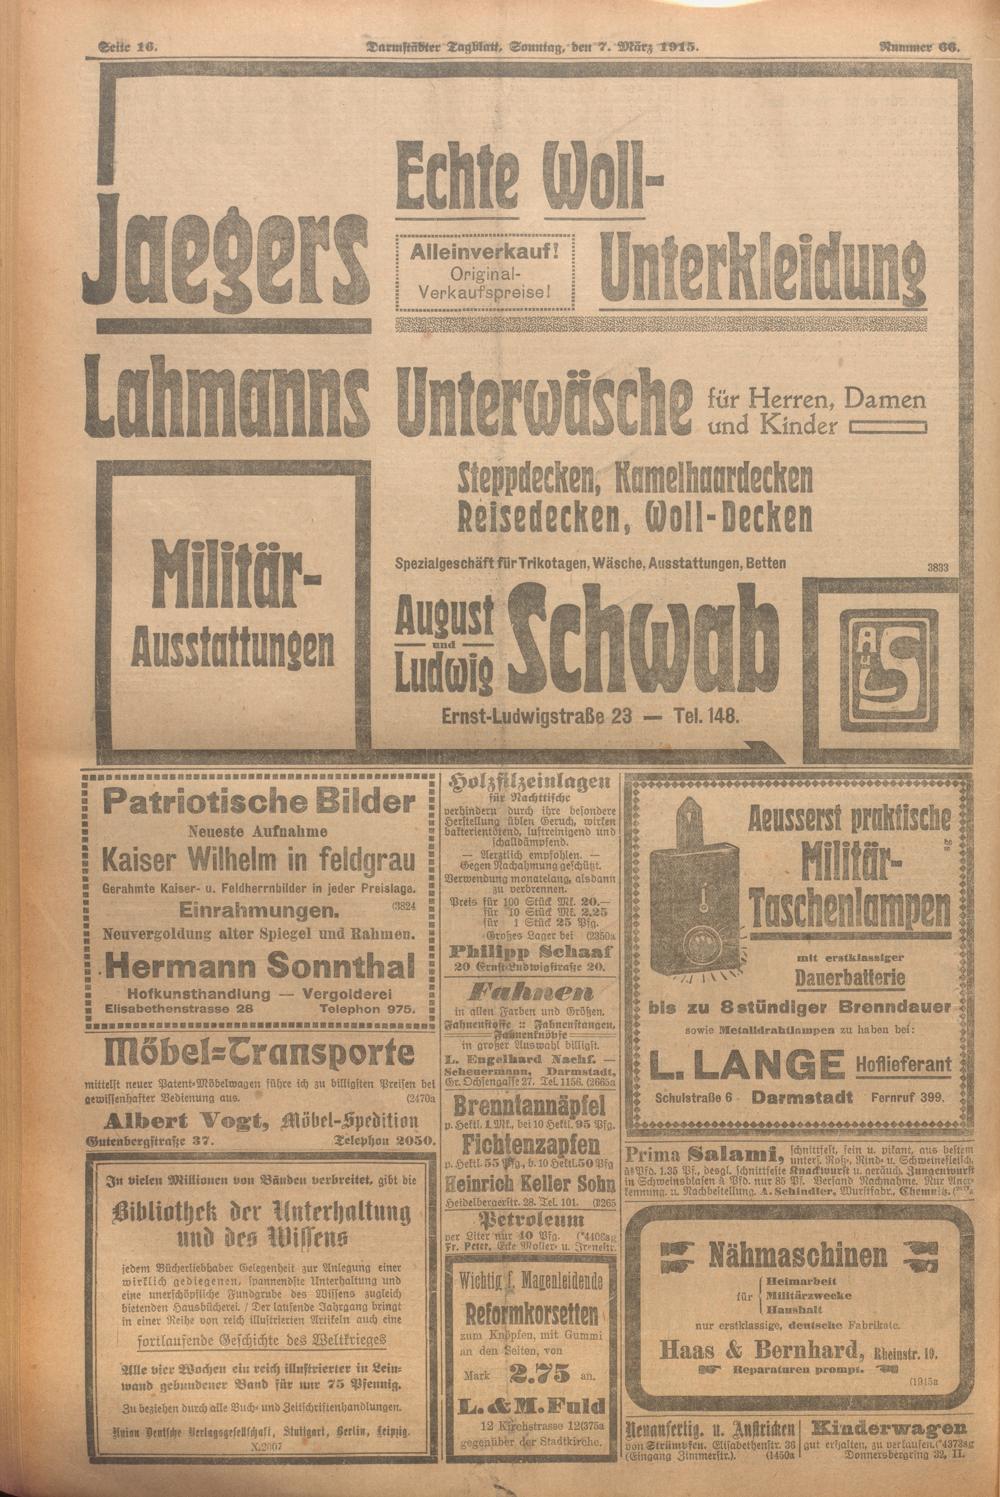 Seite 16.
Darmstädter Tagblatt, Sonntag, den 7. März 1915.
Nummer 66.
Jaegers
Echte Woll-
Alleinverkauf!
Original-
Verkaufspreise!
Unterkleidung
Lahmanns Unterwäsche
für Herren, Damen
und Kinder
Steppdecken, Kamelhaardecken
Reisedecken, Woll-Decken
Militär-
Ausstattungen
Spezialgeschäft für Trikotagen, Wäsche, Ausstattungen, Betten
3833
August
und
Ludwig
Schwab
Ernst-Ludwigstraße 23 — Tel. 148.
A
u
L
S
Patriotische Bilder
Neueste Aufnahme
Kaiser Wilhelm in feldgrau
Gerahmte Kaiser- u. Feldherrnbilder in jeder Preislage.
Einrahmungen. (3824
Neuvergoldung alter Spiegel und Rahmen.
Hermann Sonnthal
Hofkunsthandlung — Vergolderei
Elisabethenstrasse 28 Telephon 975.
Möbel=Transporte
mittelst neuer Patent-Möbelwagen führe ich zu billigsten Preisen bei
gewissenhafter Bedienung aus. (2470a
Albert Vogt, Möbel-Spedition
Gutenbergstraße 37. Telephon 2050.
In vielen Millionen von Bänden verbreitet, gibt die
Bibliothek der Unterhaltung
und des Wissens
jedem Bücherliebhaber Gelegenheit zur Anlegung einer
wirklich gediegenen, spannendste Unterhaltung und
eine unerschöpfliche Fundgrube des Wissens zugleich
bietenden Hausbücherei. / Der laufende Jahrgang bringt
in einer Reihe von reich illustrierten Artikeln auch eine
fortlaufende Geschichte des Weltkrieges
Alle vier Wochen ein reich illustrierter in Lein-
wand gebundener Band für nur 75 Pfennig.
Zu beziehen durch alle Buch- und Zeitschriftenhandlungen.
Union Deutsche Verlagsgesellschaft, Stuttgart, Berlin, Leipzig.
Holzfilzeinlagen
für Nachttische
verhindern durch ihre besondere
Herstellung üblen Geruch, wirken
bakterientötend, luftreinigend und
schalldämpfend.
— Aerztlich empfohlen. —
Gegen Nachahmung geschützt.
Verwendung monatelang, alsdann
zu verbrennen.
Preis für 100 Stück Mk. 20.—
für 10 Stück Mk. 2.25
für 1 Stück 25 Pfg.
Großes Lager bei (2350a
Philipp Schaaf
20 Ernst-Ludwigstraße 20.
Fahnen
in allen Farben und Größen.
Fahnenstoffe :: Fahnenstangen,
Fahnenknöpfe
in großer Auswahl billigst.
L. Engelhard Nachf. —
Scheuermann, Darmstadt,
Gr. Ochsengasse 27. Tel. 1156. (2665a
Brenntannäpfel
p. Hektl. 1 Mk., bei 10 Hektl. 95 Pfg.
Fichtenzapfen
p. Hektl. 55 Pfg., b. 10 Hektl. 50 Pfg
Heinrich Keller Sohn
Heidelbergerstr. 28. Tel. 101. (D265
Petroleum
per Liter nur 40 Pfg. (*4406sg
Fr. Peter, Ecke Moller- u. Ireneftr.
Wichtig f. Magenleidende
Reformkorsetten
zum Knöpfen, mit Gummi
an den Seiten, von
Mark 2.75 an.
L. & M. Fuld
12 Kirchstrasse 12 (375a
gegenüber der Stadtkirche.
Aeusserst praktische
Militär-
Taschenlampen
mit erstklassiger
Dauerbatterie
bis zu 8stündiger Brenndauer
sowie Metalldrahtlampen zu haben bei:
L. LANGE Hoflieferant
Schulstraße 6 - Darmstadt Fernruf 399.
Prima Salami, schnittfest, fein u. pikant, aus bestem
unters. Roß-, Rind- u. Schweinefleisch,
à Pfd. 1.35 Pf., desgl. schnittfeste Knackwurst u. geräuch. Zungenwurst
in Schweinsblasen à Pfd. nur 85 Pf. Versand Nachnahme. Nur Aner-
kennung. u. Nachbestellung. A. Schindler, Wurstfabr., Chemnitz.
Nähmaschinen
für
Heimarbeit
Militärzwecke
Haushalt
nur erstklassige, deutsche Fabrikate.
Haas & Bernhard, Rheinstr. 19.
Reparaturen prompt.
(1915a
Neuanfertig. u. Anstricken
von Strümpfen. Elisabethenstr. 36
(Eingang Zimmerstr.). (1450a
Kinderwagen
gut erhalten, zu verkaufen. (*4373sg
Donnersbergring 32, II.